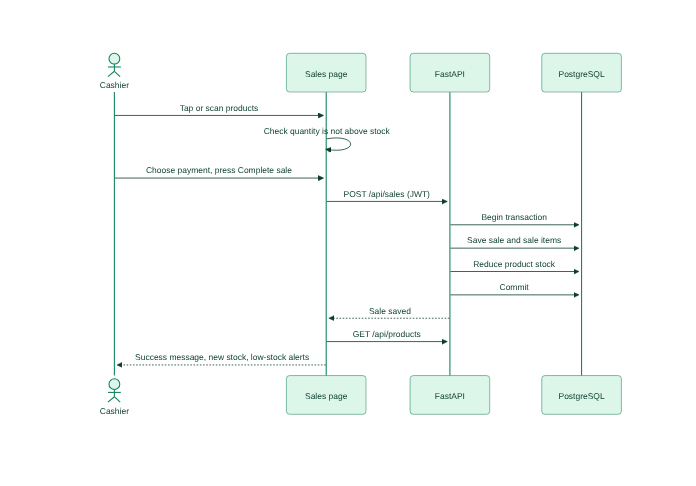 Cashier
Sales page
FastAPI
PostgreSQL
Tap or scan products
Check quantity is not above stock
Choose payment, press Complete sale
POST /api/sales (JWT)
Begin transaction
Save sale and sale items
Reduce product stock
Commit
Sale saved
GET /api/products
Success message, new stock, low-stock alerts
Cashier
Sales page
FastAPI
PostgreSQL